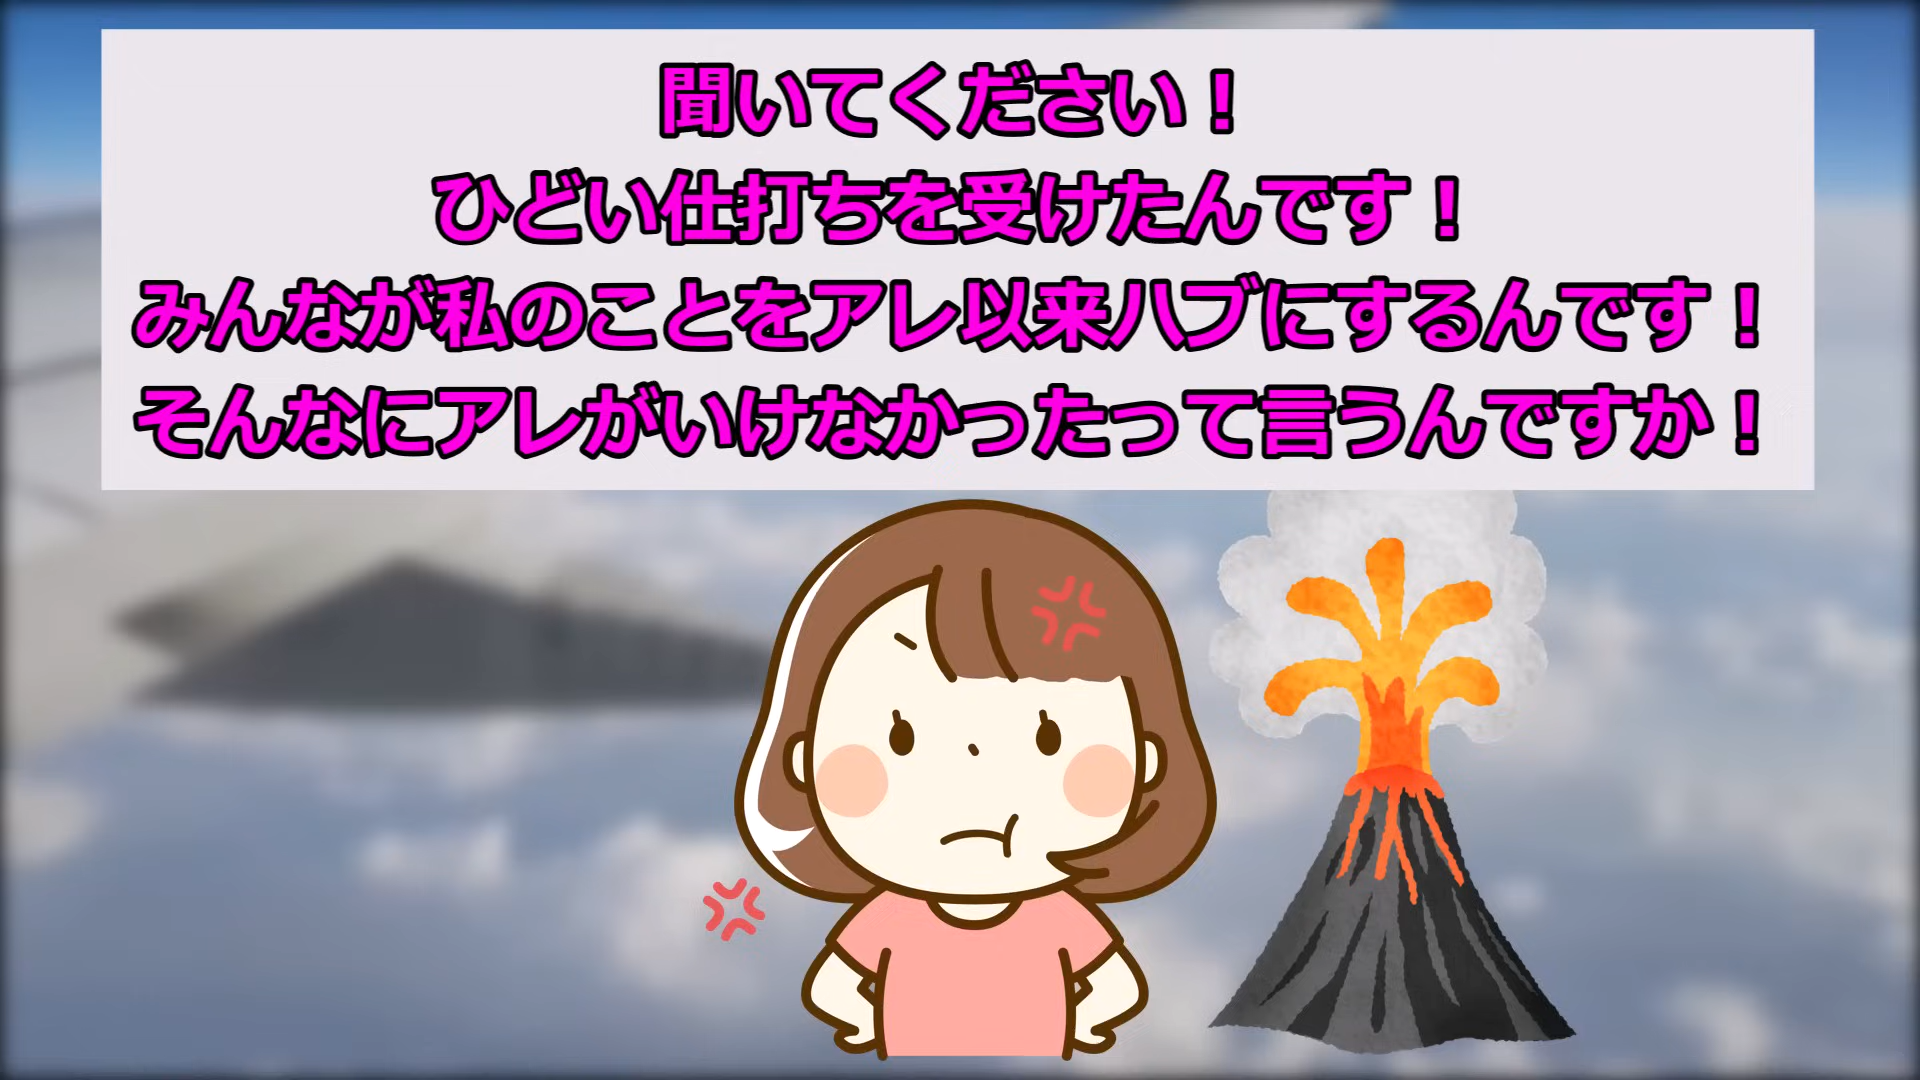 聞いてください！
ひどい仕打ちを受けたんです！
みんなが私のことをアレ以来ハブにするんです！
そんなにアレがいけなかったって言うんですか！